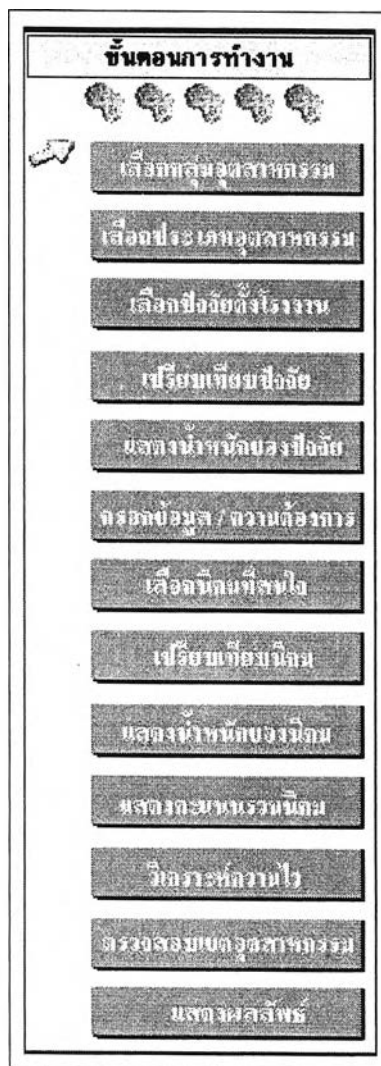 ขั้นตอนการทำงาน
เลือกกลุ่มอุตสาหกรรม
เลือกประเภทอุตสาหกรรม
เลือกปัจจัยตั้งโรงงาน
เปรียบเทียบปัจจัย
แสดงน้ำหนักของปัจจัย
กรอกข้อมูล / ความต้องการ
เลือกนิคมที่สนใจ
เปรียบเทียบนิคม
แสดงน้ำหนักของนิคม
แสดงคะแนนรวมนิคม
วิเคราะห์ความไว
ตรวจสอบเขตอุตสาหกรรม
แสดงผลลัพธ์